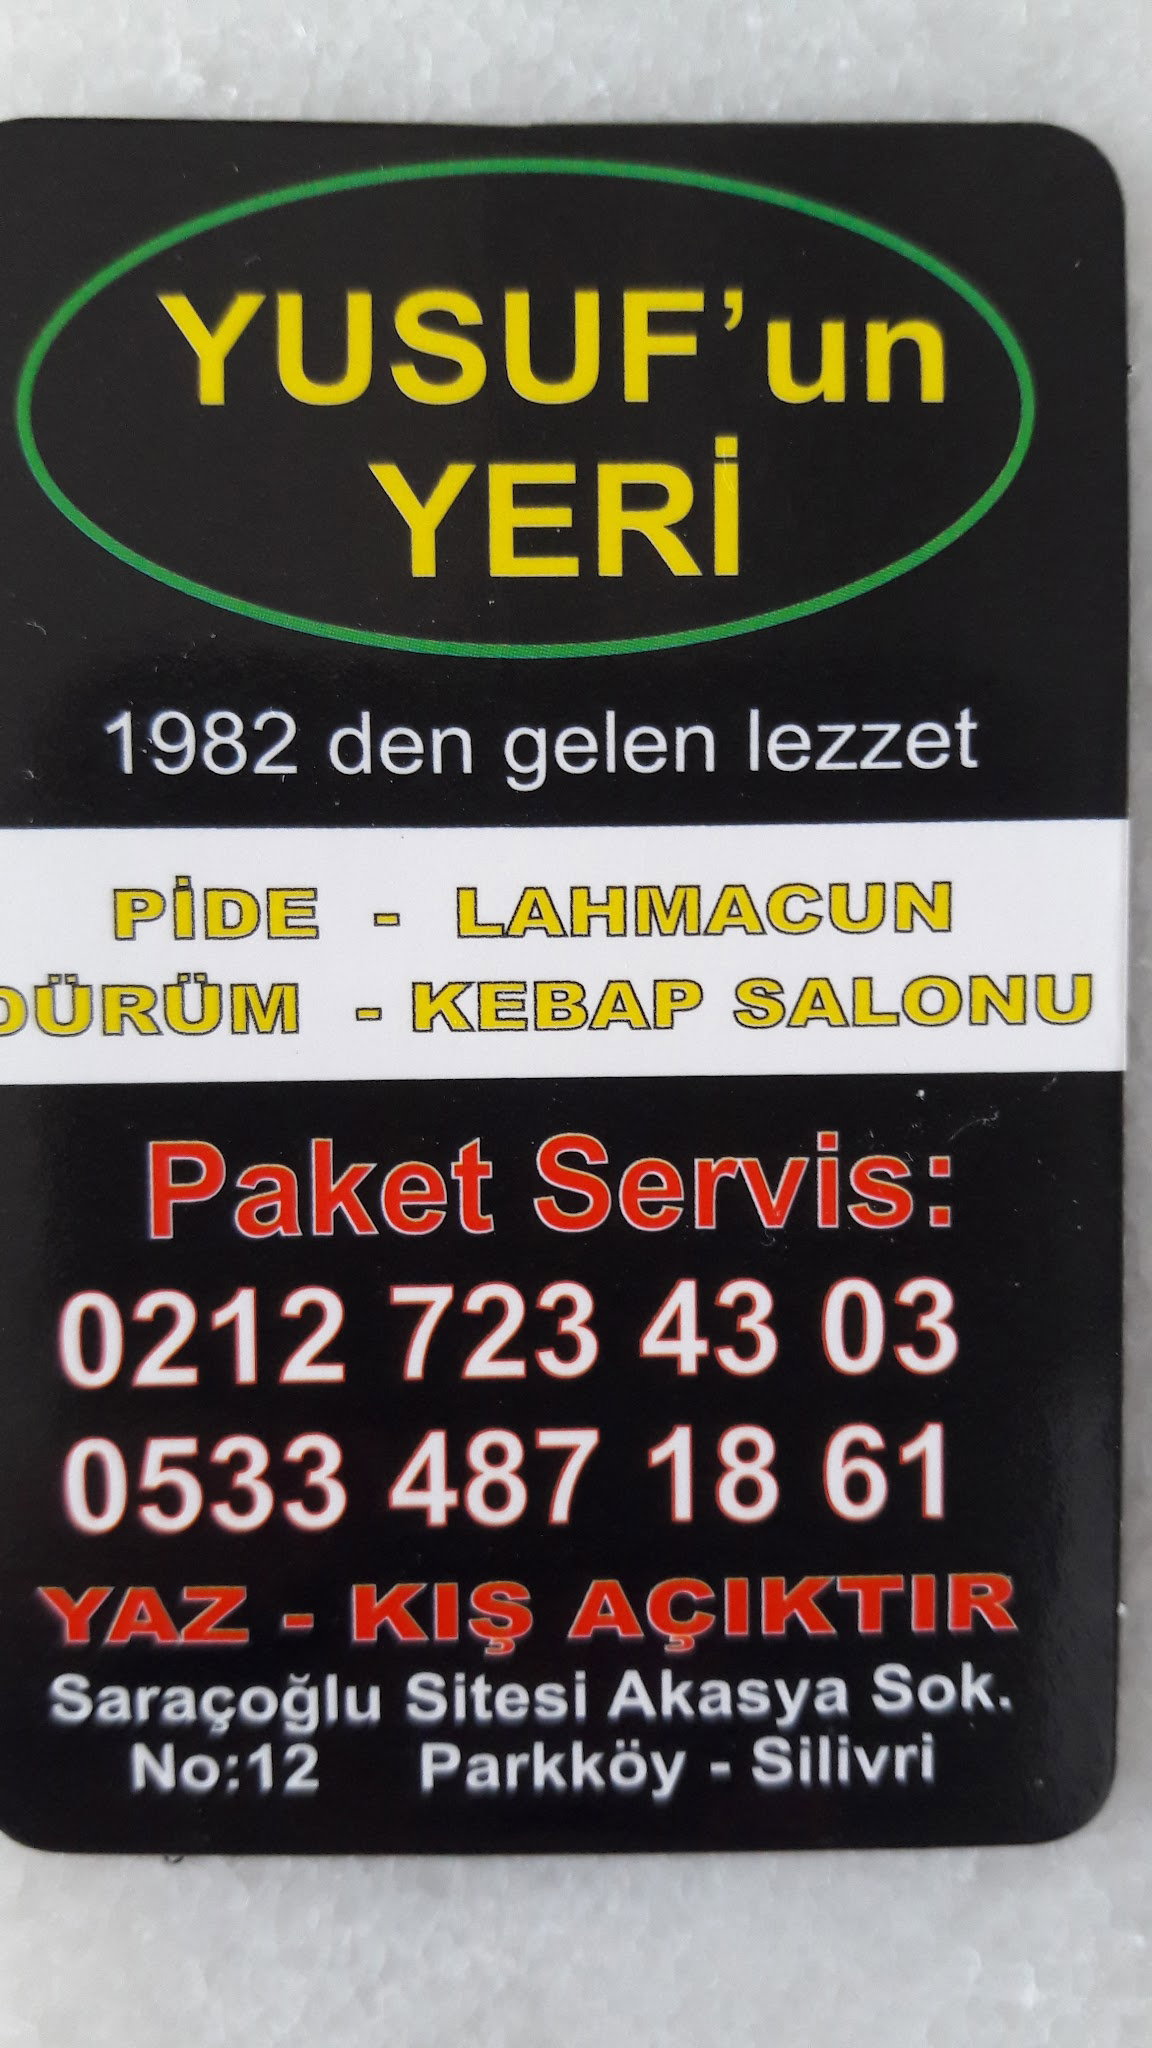 YUSUF'un
YERİ
1982 den gelen lezzet
PİDE - LAHMACUN
DÜRÜM - KEBAP SALONU
Paket Servis:
0212 723 43 03
0533 487 18 61
YAZ - KIŞ AÇIKTIR
Saraçoğlu Sitesi Akasya Sok.
No:12 Parkköy - Silivri